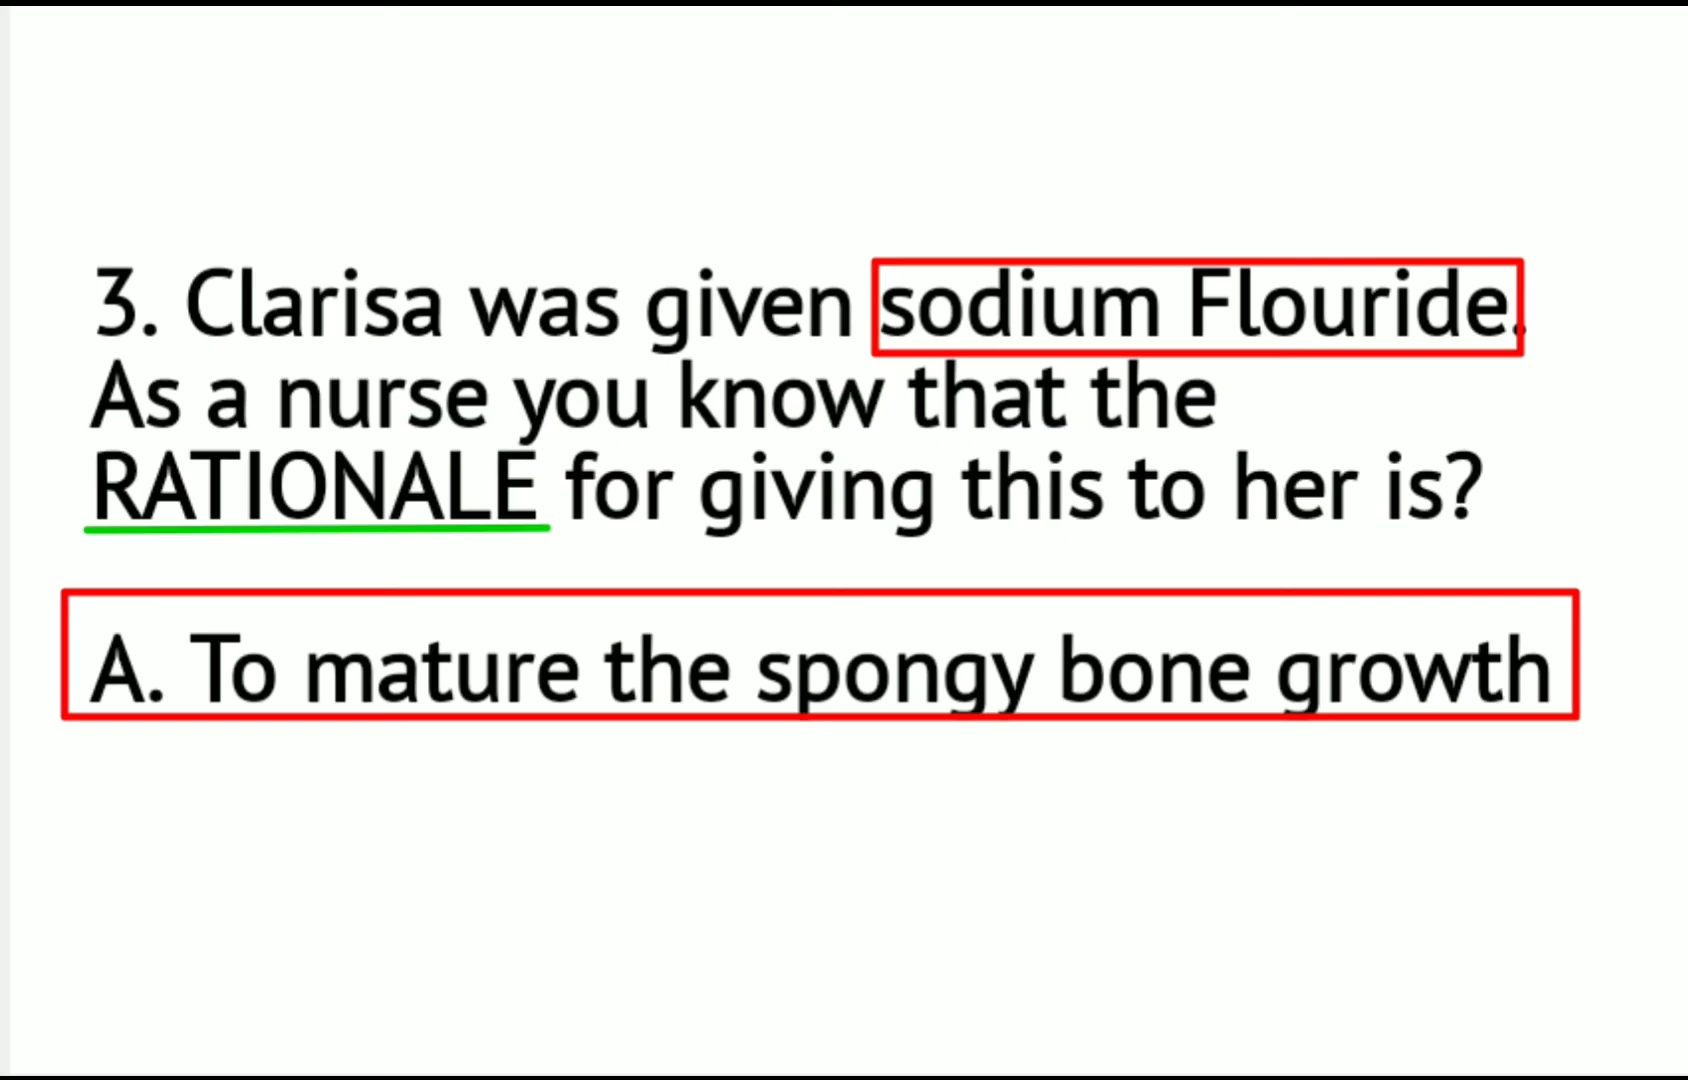 3. Clarisa was given sodium Flouride.
As a nurse you know that the
RATIONALE for giving this to her is?
A. To mature the spongy bone growth